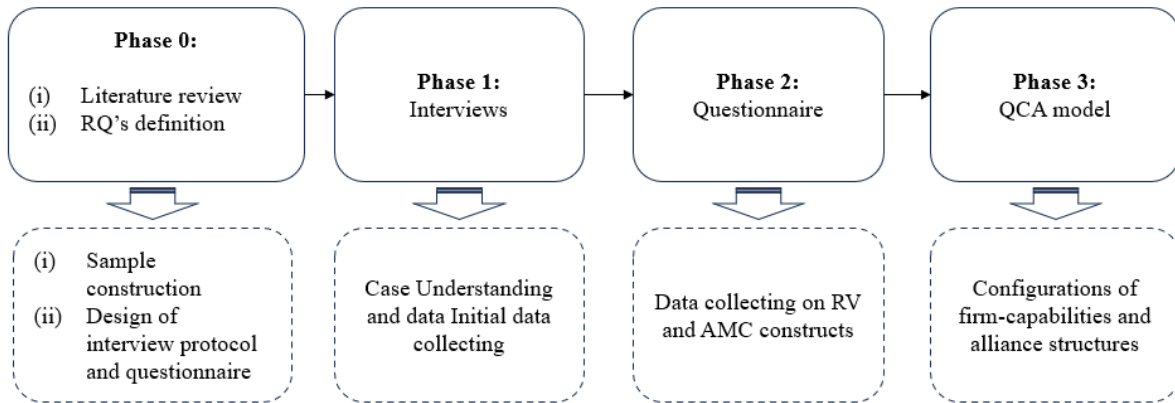 Phase 0:
(i) Literature review
(ii) RQ's definition
Phase 1:
Interviews
Phase 2:
Questionnaire
Phase 3:
QCA model
(i) Sample
construction
(ii) Design of
interview protocol
and questionnaire
Case Understanding
and data Initial data
collecting
Data collecting on RV
and AMC constructs
Configurations of
firm-capabilities and
alliance structures